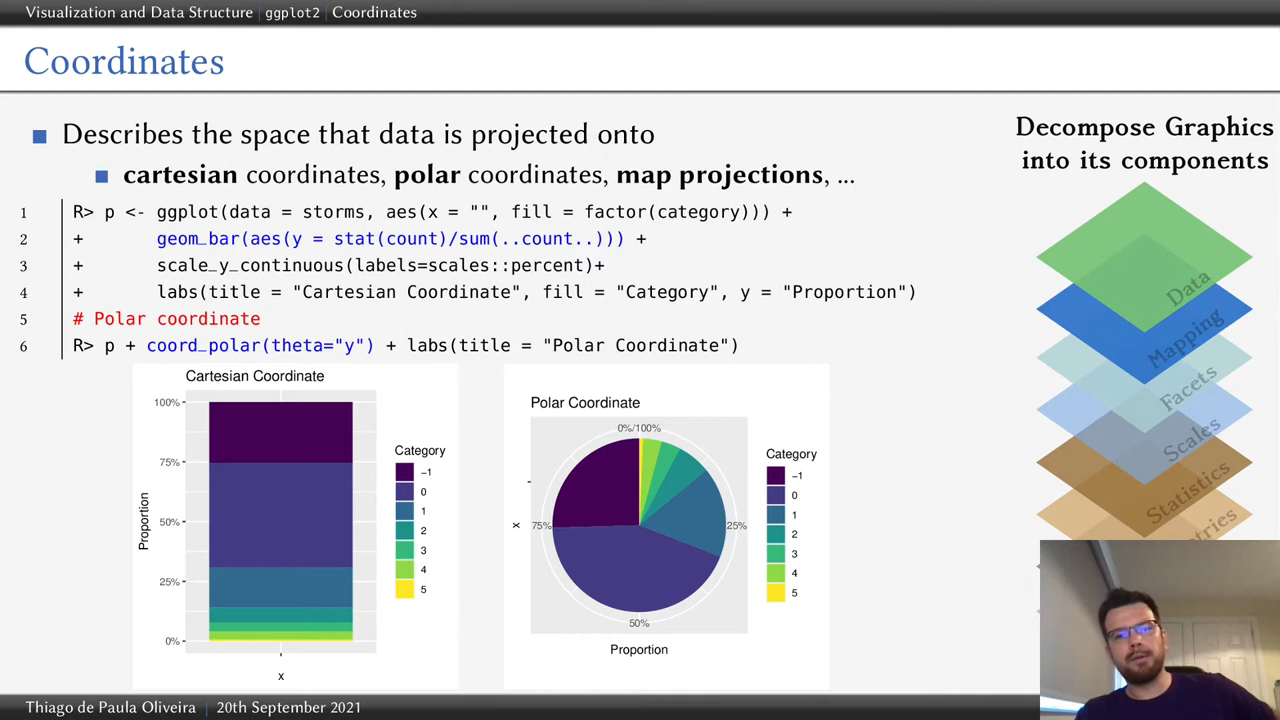 Visualization and Data Structure | ggplot2 | Coordinates
Coordinates
Describes the space that data is projected onto
cartesian coordinates, polar coordinates, map projections, ...
1 R> p <- ggplot(data = storms, aes(x = "", fill = factor(category))) +
2 + geom_bar(aes(y = stat(count)/sum(..count..))) +
3 + scale_y_continuous(labels=scales::percent)+
4 + labs(title = "Cartesian Coordinate", fill = "Category", y = "Proportion")
5 # Polar coordinate
6 R> p + coord_polar(theta="y") + labs(title = "Polar Coordinate")
Cartesian Coordinate
100%
75%
50%
25%
0%
Proportion
x
Category
−1
0
1
2
3
4
5
Polar Coordinate
0%/100%
25%
50%
75%
x
Proportion
Category
−1
0
1
2
3
4
5
Decompose Graphics
into its components
Data
Mapping
Facets
Scales
Statistics
Thiago de Paula Oliveira | 20th September 2021